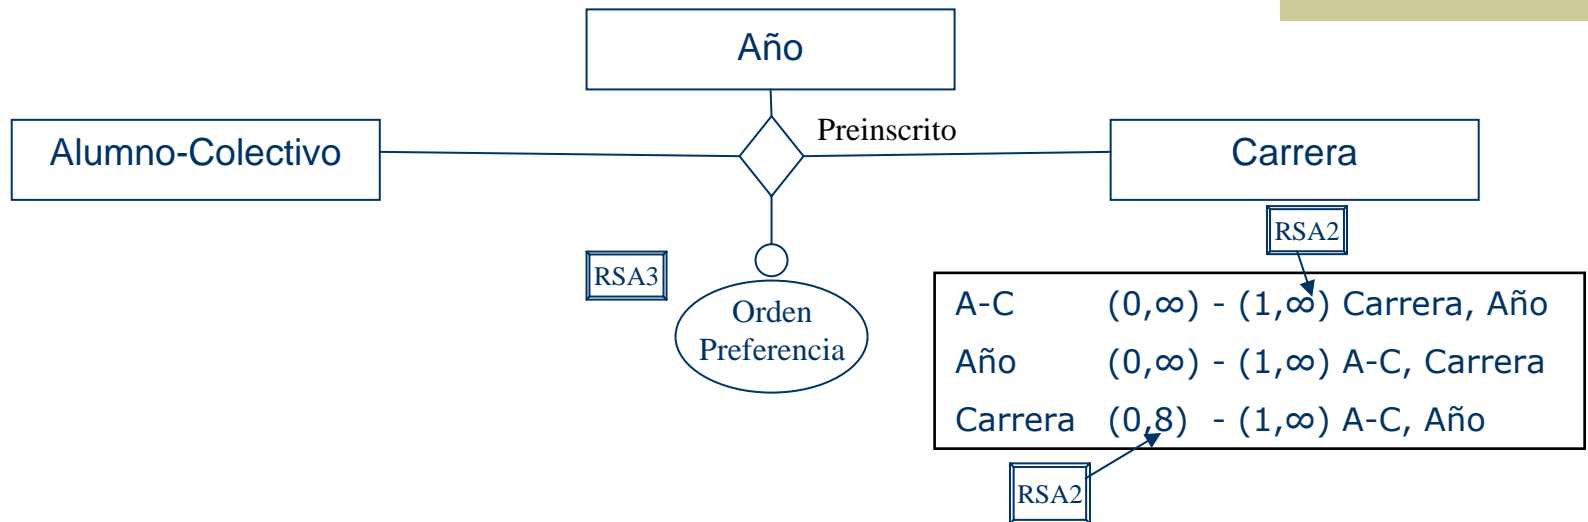 Año
Alumno-Colectivo
Preinscrito
Carrera
RSA2
RSA3
Orden
Preferencia
A-C (0,∞) - (1,∞) Carrera, Año
Año (0,∞) - (1,∞) A-C, Carrera
Carrera (0,8) - (1,∞) A-C, Año
RSA2